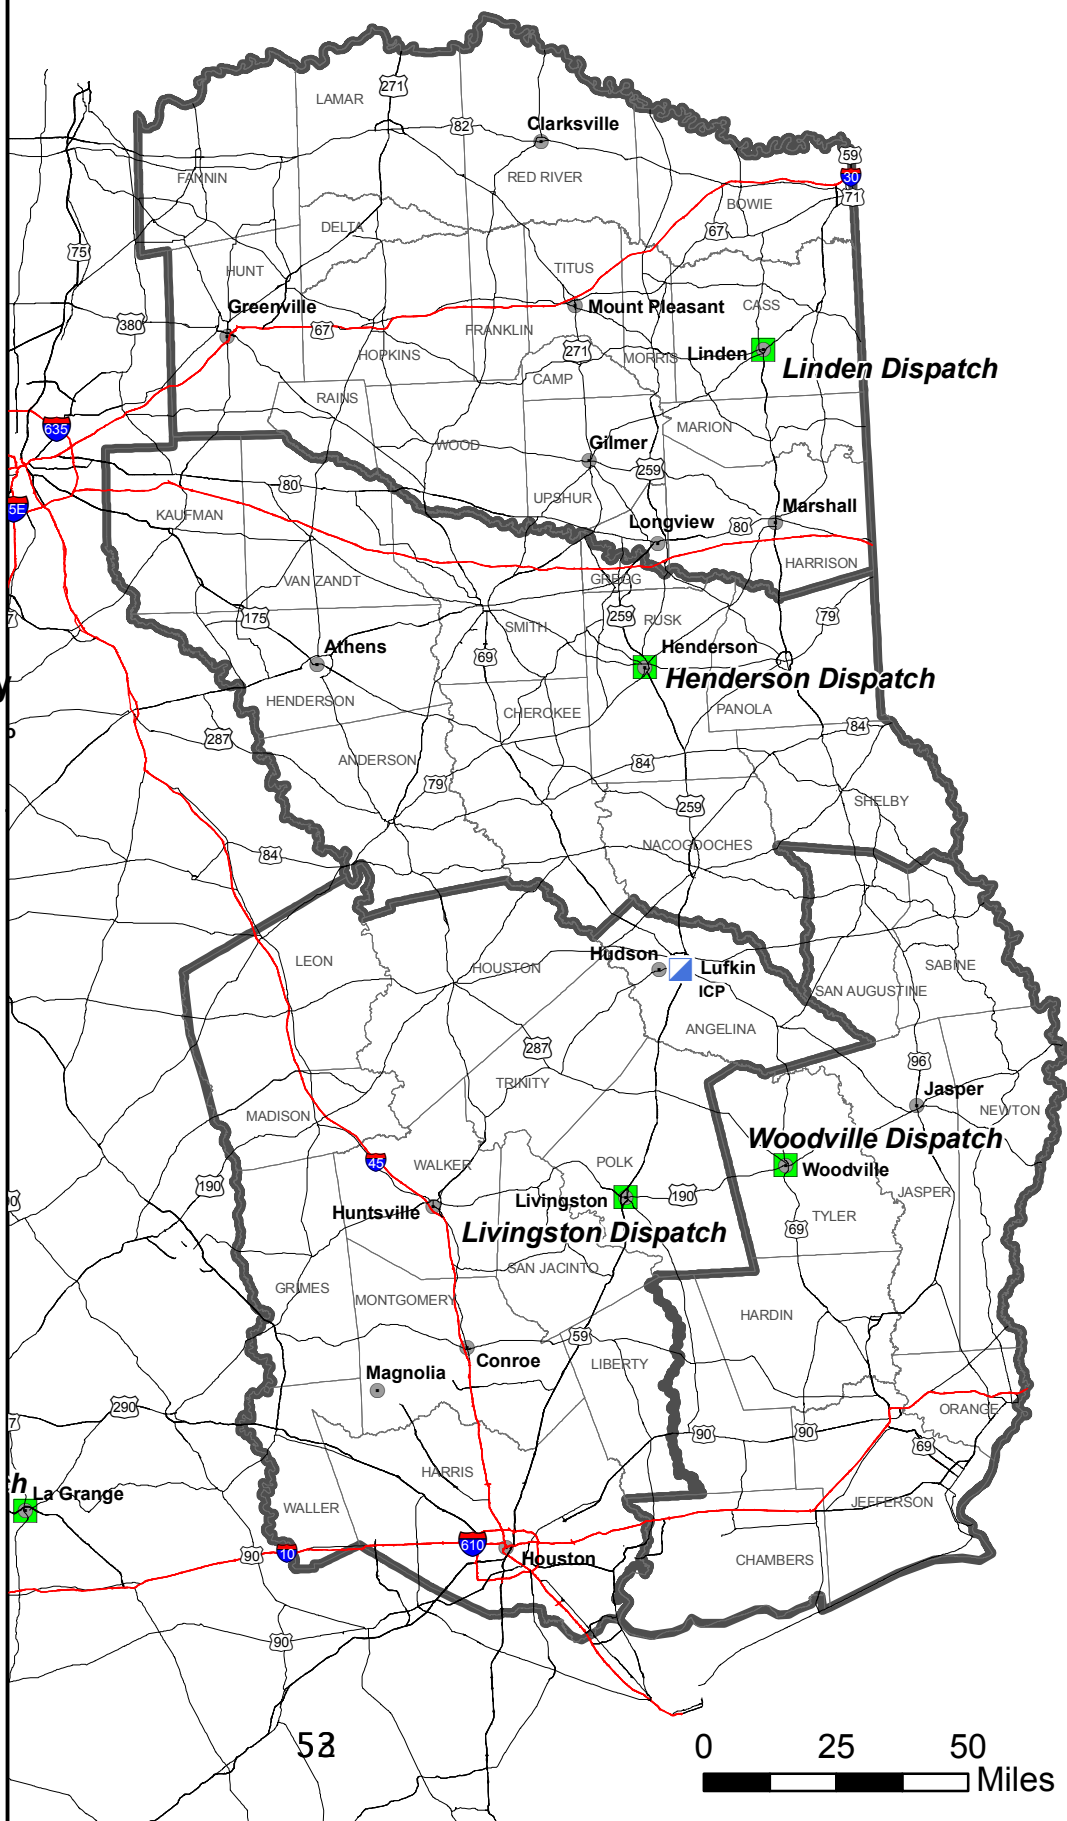 271
LAMAR
82
Clarksville
59
30
71
FANNIN
RED RIVER
BOWIE
67
DELTA
75
HUNT
TITUS
CASS
Greenville
Mount Pleasant
380
67
FRANKLIN
271
HOPKINS
MORRIS
Linden
Linden Dispatch
CAMP
RAINS
635
MARION
WOOD
Gilmer
259
80
UPSHUR
5E
KAUFMAN
Longview
80
Marshall
HARRISON
VAN ZANDT
GREGG
175
259
RUSK
79
SMITH
Athens
69
Henderson
Henderson Dispatch
y
HENDERSON
CHEROKEE
PANOLA
84
287
ANDERSON
84
79
259
SHELBY
84
NACOGDOCHES
LEON
HOUSTON
Hudson
Lufkin
ICP
SABINE
SAN AUGUSTINE
ANGELINA
287
96
TRINITY
Jasper
MADISON
NEWTON
Woodville Dispatch
45
WALKER
POLK
Woodville
190
Livingston
190
JASPER
Huntsville
TYLER
Livingston Dispatch
69
SAN JACINTO
GRIMES
MONTGOMERY
HARDIN
59
Conroe
LIBERTY
Magnolia
290
ORANGE
90
90
69
HARRIS
h
La Grange
WALLER
JEFFERSON
610
10
90
Houston
CHAMBERS
90
0 25 50
Miles